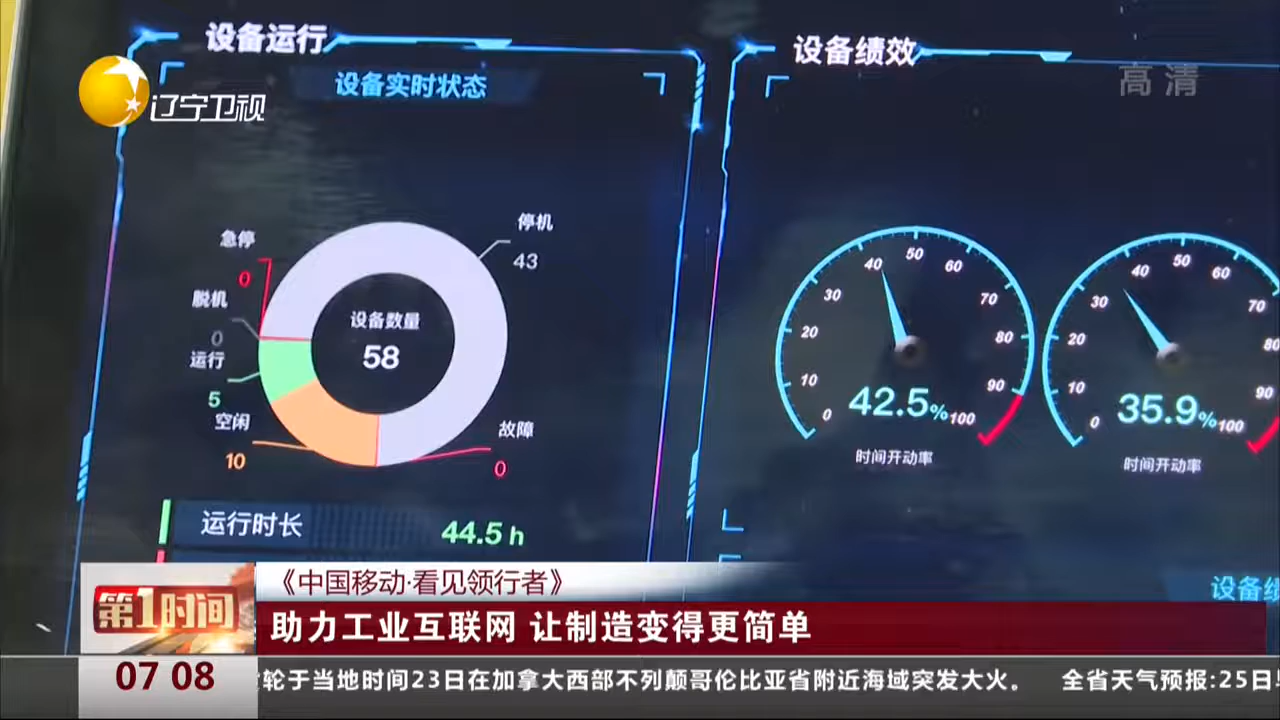 设备运行
设备绩效
高清
设备实时状态
辽宁卫视
停机
43
急停
0
脱机
0
运行
5
空闲
10
故障
0
设备数量
58
0 10 20 30 40 50 60 70 80 90 100
42.5%
时间开动率
0 10 20 30 40 50 60 70 80 90 100
35.9%
时间开动率
运行时长
44.5 h
《中国移动·看见领行者》
第1时间
助力工业互联网 让制造变得更简单
07 08
轮于当地时间23日在加拿大西部不列颠哥伦比亚省附近海域突发大火。 全省天气预报:25日
设备